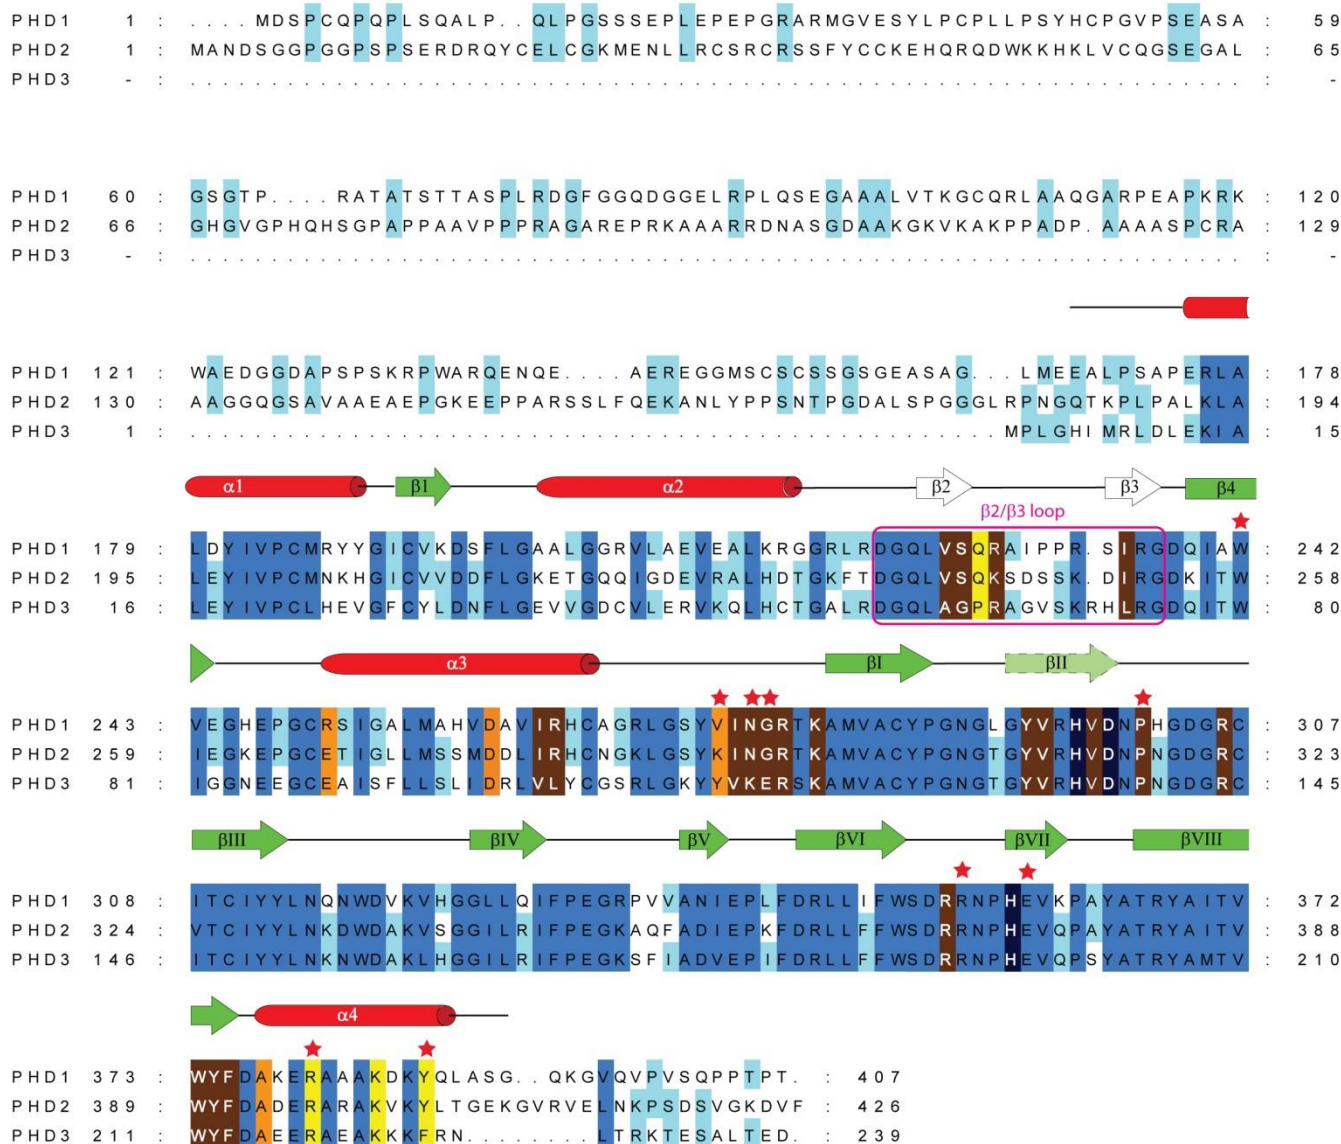 PHD1 1 : ....MDSPCQPQPLSQALP..QLPGSSSEPLEPEPGRARMGVESYLPCPLLPSYHCPGVPSEASA : 59
PHD2 1 : MANDSGGPGGPSPSERDRQYCELCGKMENLLRCSRCRSSFYCCKEHQRQDWKKHKLVCQGSEGAL : 65
PHD3 - : ................................................................. : -
PHD1 60 : GSGTP....RATATSTTASPLRDGFGGQDGGELRPLQSEGAAALVTKGCQRLAAQGARPEAPKRK : 120
PHD2 66 : GHGVGPHQHSGPAPPAAVPPPRAGAREPRKAAARRDNASGDAAKGKVKAKPPADP.AAAASPCRA : 129
PHD3 - : ................................................................. : -
PHD1 121 : WAEDGGDAPSPSKRPWARQENQE....AEREGGMSCSCSSGSGEASAG...LMEEALPSAPERLA : 178
PHD2 130 : AAGGQGSAVAAEAEPGKEEPPARSSLFQEKANLYPPSNTPGDALSPGGGLRPNGQTKPLPALKLA : 194
PHD3 1 : ..................................................MPLGHIMRLDLEKIA : 15
α1 β1 α2 β2 β3 β4
β2/β3 loop
PHD1 179 : LDYIVPCMRYYGICVKDSFLGAALGGRVLAEVEALKRGGRLRDGQLVSQRAIPPR.SIRGDQIAW : 242
PHD2 195 : LEYIVPCMNKHGICVVDDFLGKETGQQIGDEVRALHDTGKFTDGQLVSQKSDSSK.DIRGDKITW : 258
PHD3 16 : LEYIVPCLHEVGFCYLDNFLGEVVGDCVLERVKQLHCTGALRDGQLAGPRAGVSKRHLRGDQITW : 80
α3 βI βII
PHD1 243 : VEGHEPGCRSIGALMAHVDAVIRHCAGRLGSYVINGRTKAMVACYPGNGLGYVRHVDNPHGDGRC : 307
PHD2 259 : IEGKEPGCETIGLLMSSMDDLIRHCNGKLGSYKINGRTKAMVACYPGNGTGYVRHVDNPNGDGRC : 323
PHD3 81 : IGGNEEGCEAISFLLSLIDRLVLYCGSRLGKYYVKERSKAMVACYPGNGTGYVRHVDNPNGDGRC : 145
βIII βIV βV βVI βVII βVIII
PHD1 308 : ITCIYYLNQNWDVKVHGGLLQIFPEGRPVVANIEPLFDRLLIFWSDRRNPHEVKPAYATRYAITV : 372
PHD2 324 : VTCIYYLNKDWDAKVSGGILRIFPEGKAQFADIEPKFDRLLFFWSDRRNPHEVQPAYATRYAITV : 388
PHD3 146 : ITCIYYLNKNWDAKLHGGILRIFPEGKSFIADVEPIFDRLLFFWSDRRNPHEVQPSYATRYAMTV : 210
α4
PHD1 373 : WYFDAKERAAAKDKYQLASG..QKGVQVPVSQPPTPT. : 407
PHD2 389 : WYFDADERARAKVKYLTGEKGVRVELNKPSDSVGKDVF : 426
PHD3 211 : WYFDAEERAEAKKKFRN........LTRKTESALTED. : 239